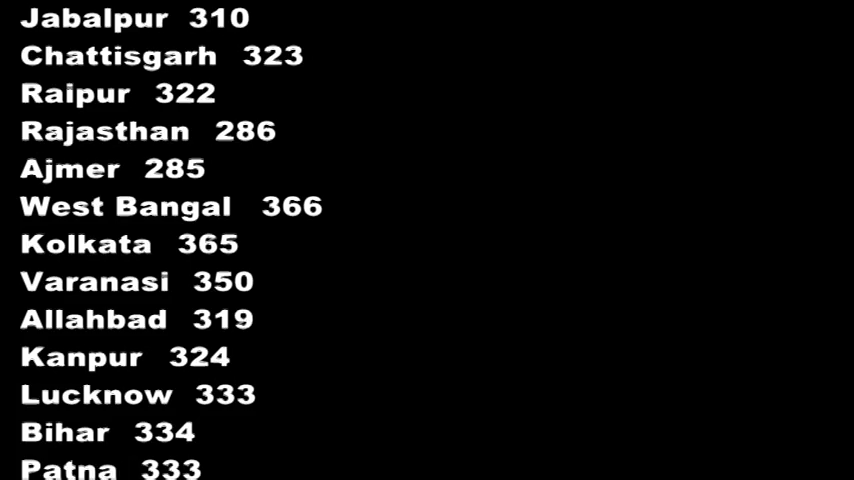 Jabalpur 310
Chattisgarh 323
Raipur 322
Rajasthan 286
Ajmer 285
West Bangal 366
Kolkata 365
Varanasi 350
Allahbad 319
Kanpur 324
Lucknow 333
Bihar 334
Patna 333